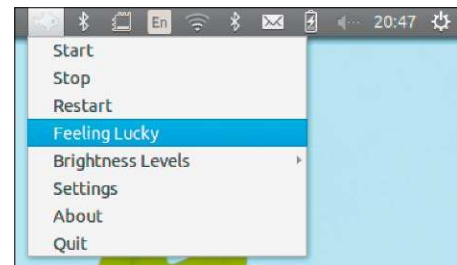 En 20:47
Start
Stop
Restart
Feeling Lucky
Brightness Levels
Settings
About
Quit